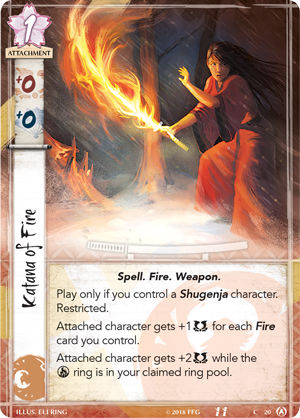 1
ATTACHMENT
+0
+0
Katana of Fire
Spell. Fire. Weapon.
Play only if you control a Shugenja character.
Restricted.
Attached character gets +1 for each Fire
card you control.
Attached character gets +2 while the
ring is in your claimed ring pool.
ILLUS. ELI RING
© 2018 FFG
11
C 20